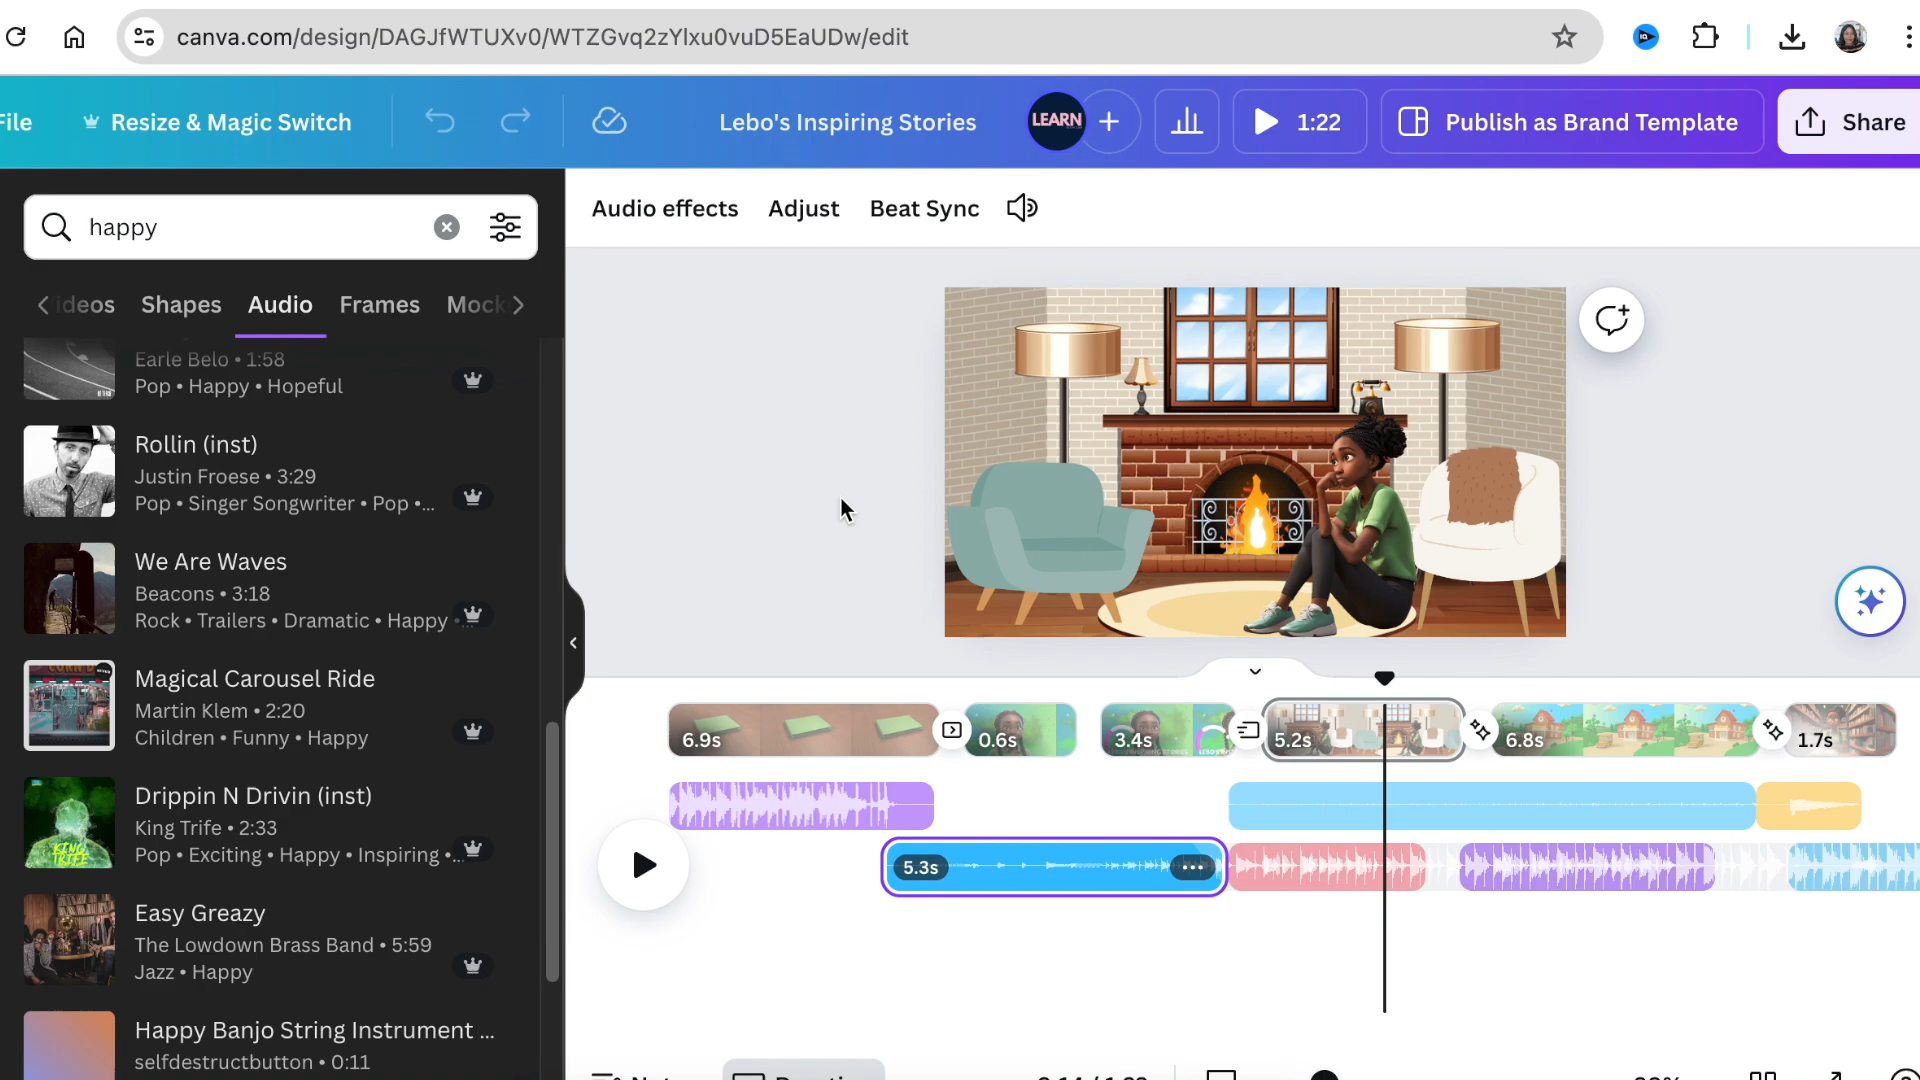 canva.com/design/DAGJfWTUXv0/WTZGvq2zYlxu0vuD5EaUDw/edit
File
Resize & Magic Switch
Lebo's Inspiring Stories
LEARN
1:22
Publish as Brand Template
Share
happy
Audio effects
Adjust
Beat Sync
ideos
Shapes
Audio
Frames
Mock
Earle Belo • 1:58
Pop • Happy • Hopeful
Rollin (inst)
Justin Froese • 3:29
Pop • Singer Songwriter • Pop •...
We Are Waves
Beacons • 3:18
Rock • Trailers • Dramatic • Happy •...
Magical Carousel Ride
Martin Klem • 2:20
Children • Funny • Happy
Drippin N Drivin (inst)
King Trife • 2:33
Pop • Exciting • Happy • Inspiring •...
Easy Greazy
The Lowdown Brass Band • 5:59
Jazz • Happy
Happy Banjo String Instrument ...
selfdestructbutton • 0:11
6.9s
0.6s
3.4s
5.2s
6.8s
1.7s
5.3s